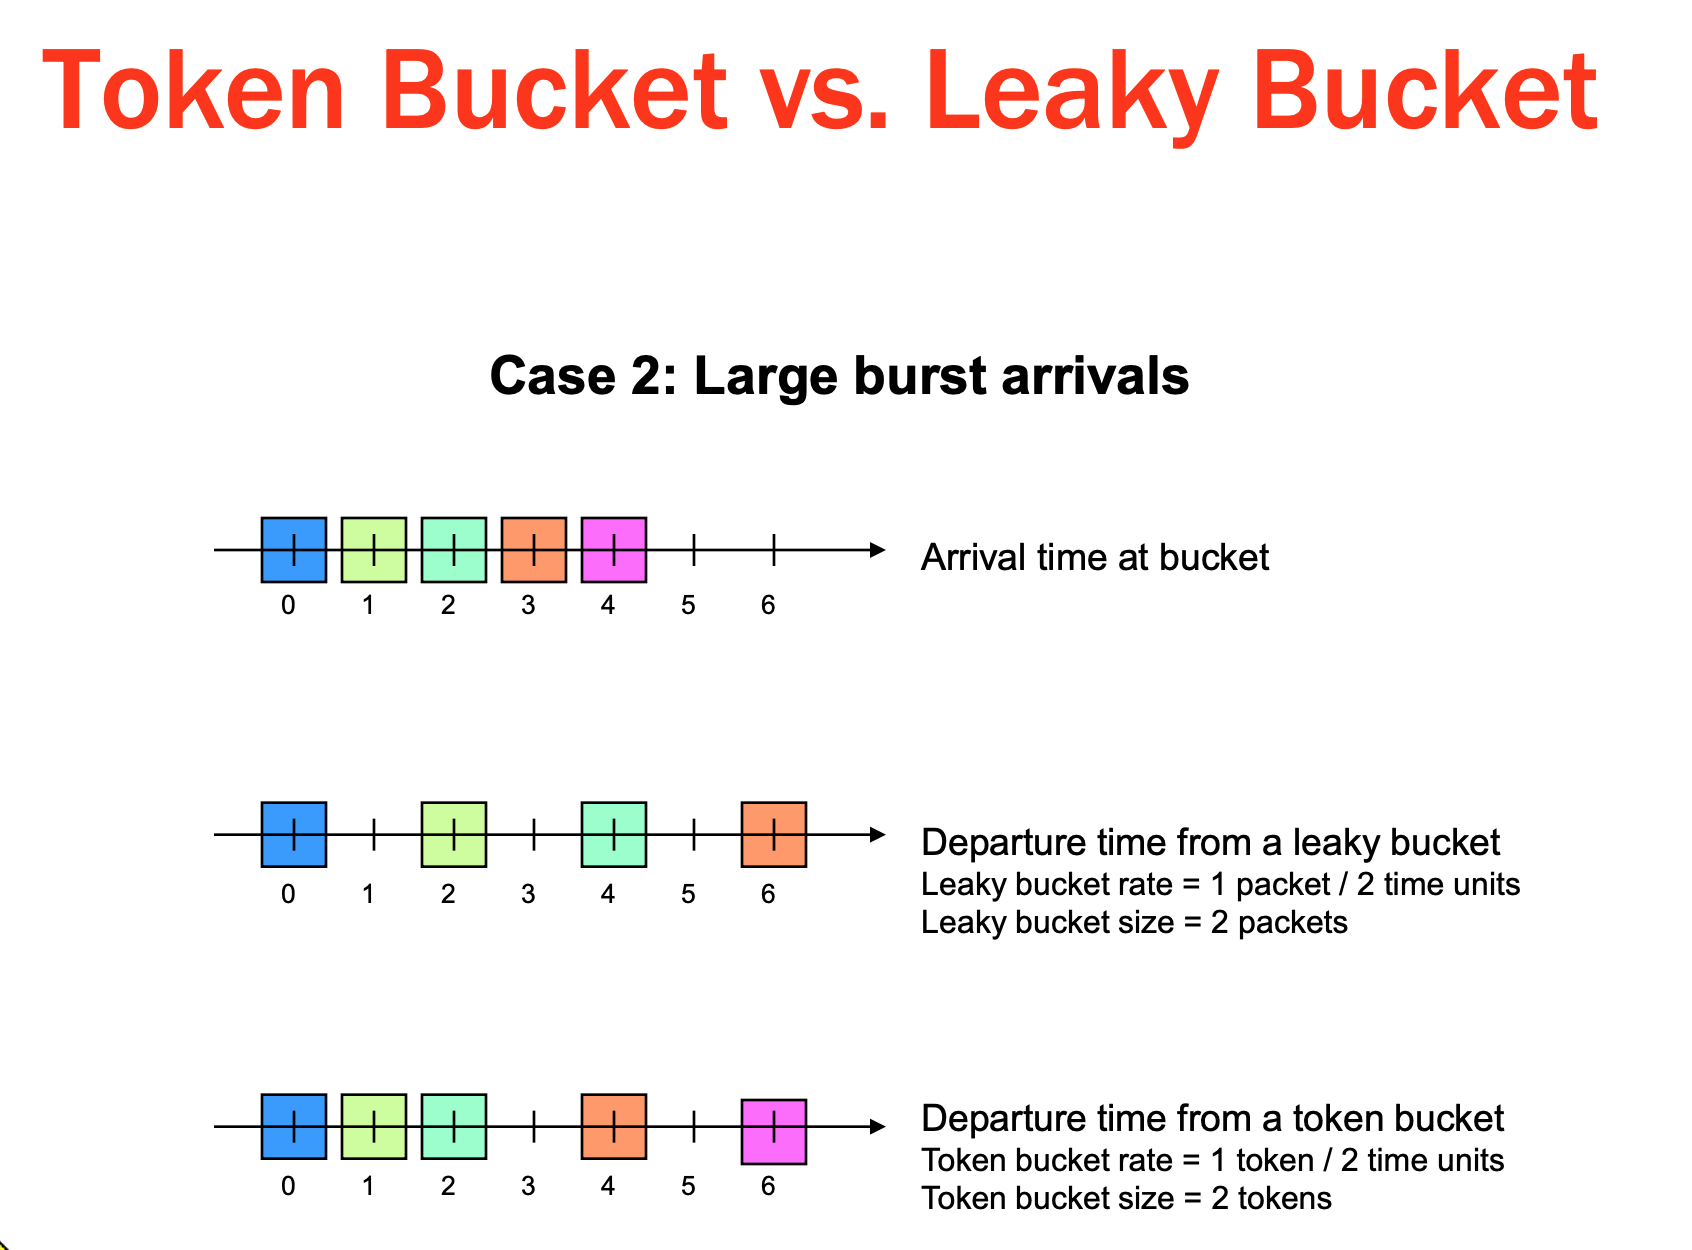 Token Bucket vs. Leaky Bucket
Case 2: Large burst arrivals
Arrival time at bucket
0 1 2 3 4 5 6
Departure time from a leaky bucket
Leaky bucket rate = 1 packet / 2 time units
0 1 2 3 4 5 6
Leaky bucket size = 2 packets
Departure time from a token bucket
Token bucket rate = 1 token / 2 time units
0 1 2 3 4 5 6
Token bucket size = 2 tokens